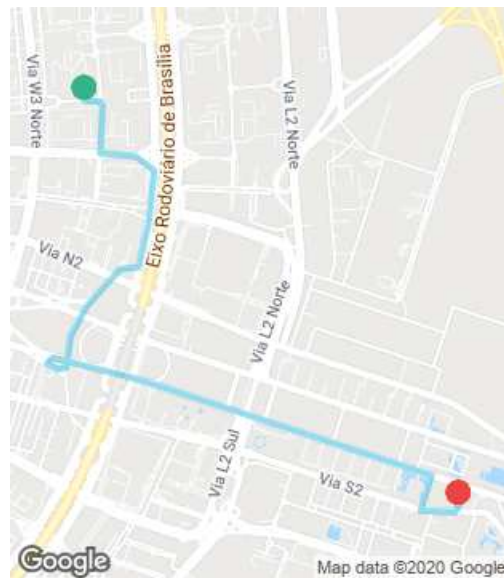 Via W3 Norte
Eixo Rodoviário de Brasília
Via L2 Norte
Via N2
Via L2 Norte
Via L2 Sul
Via S2
Google
Map data ©2020 Google